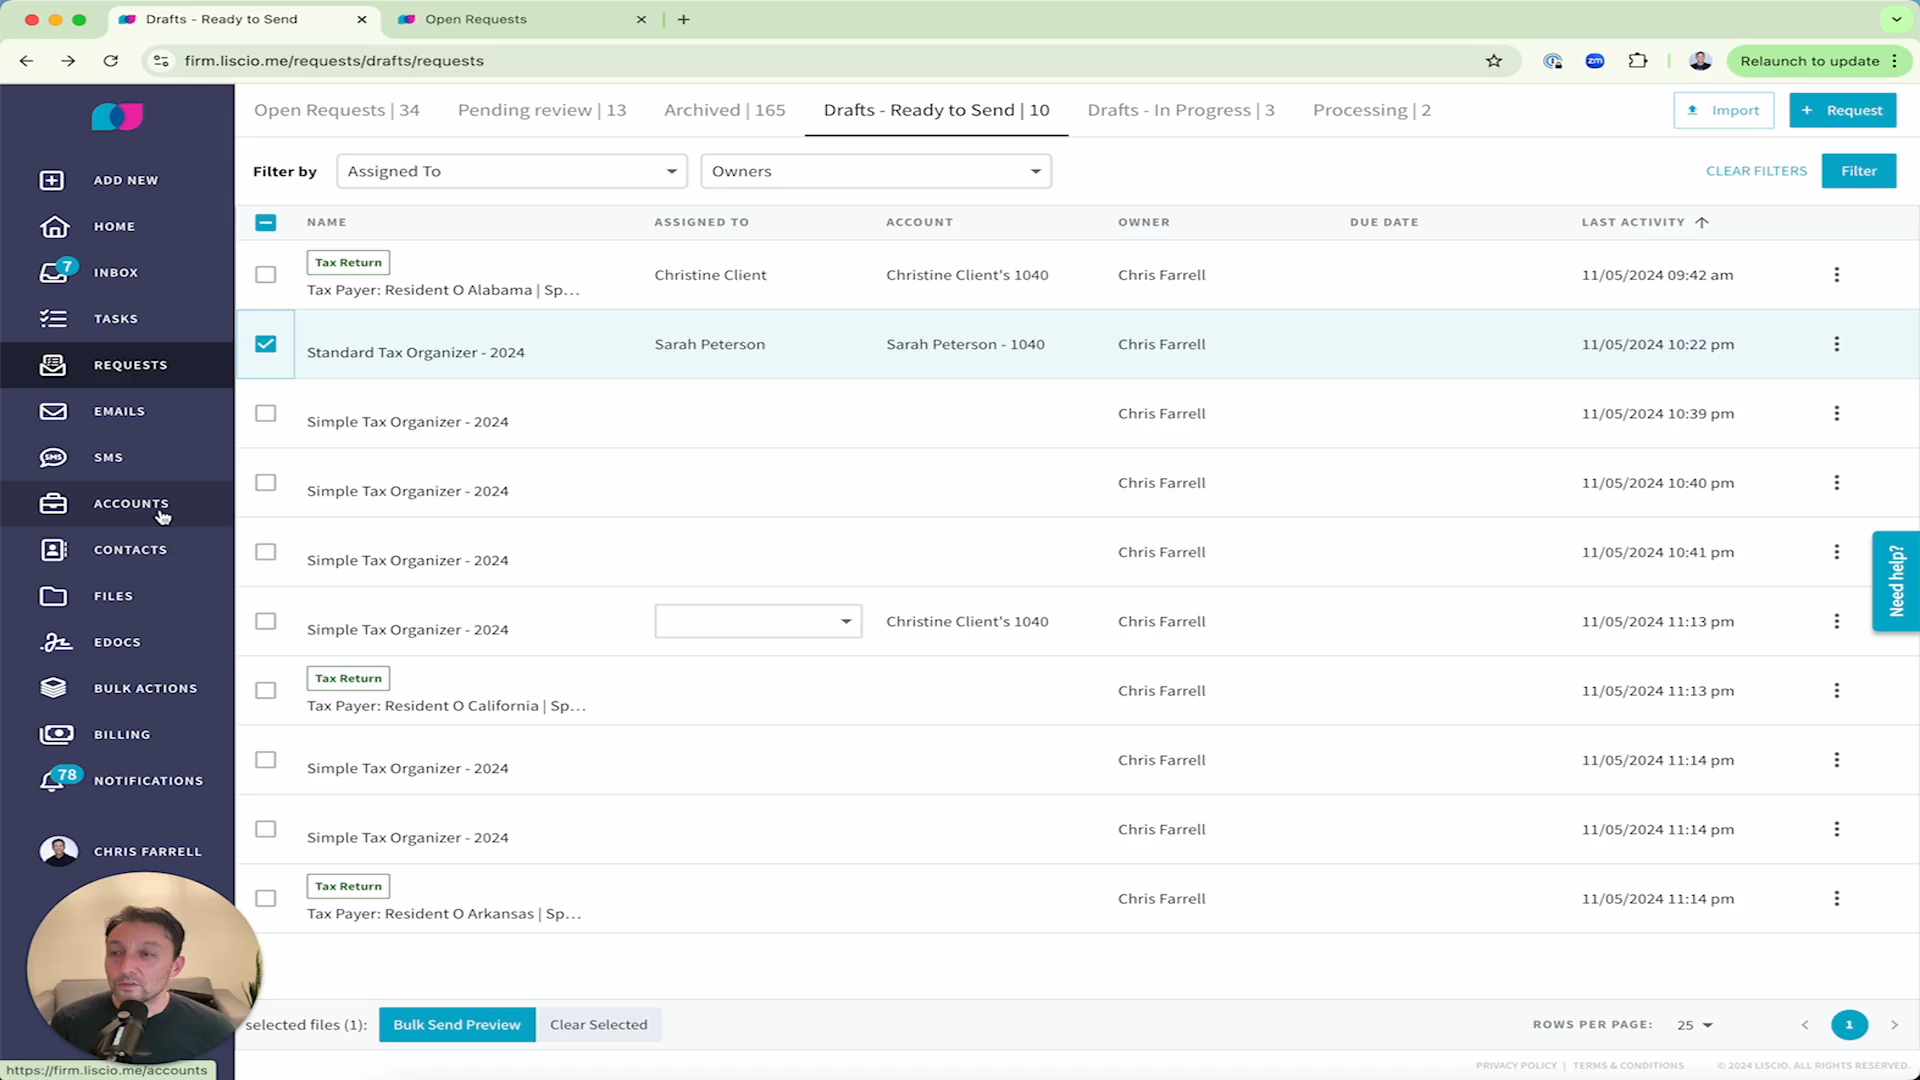 Drafts - Ready to Send
Open Requests
firm.liscio.me/requests/drafts/requests
zm
Relaunch to update
Open Requests | 34
Pending review | 13
Archived | 165
Drafts - Ready to Send | 10
Drafts - In Progress | 3
Processing | 2
Import
+ Request
Filter by
Assigned To
Owners
CLEAR FILTERS
Filter
ADD NEW
HOME
7
INBOX
TASKS
REQUESTS
EMAILS
SMS
SMS
ACCOUNTS
CONTACTS
FILES
EDOCS
BULK ACTIONS
BILLING
78
NOTIFICATIONS
CHRIS FARRELL
NAME ASSIGNED TO ACCOUNT OWNER DUE DATE LAST ACTIVITY
Tax Return
Tax Payer: Resident O Alabama | Sp... Christine Client Christine Client's 1040 Chris Farrell 11/05/2024 09:42 am
Standard Tax Organizer - 2024 Sarah Peterson Sarah Peterson - 1040 Chris Farrell 11/05/2024 10:22 pm
Simple Tax Organizer - 2024 Chris Farrell 11/05/2024 10:39 pm
Simple Tax Organizer - 2024 Chris Farrell 11/05/2024 10:40 pm
Simple Tax Organizer - 2024 Chris Farrell 11/05/2024 10:41 pm
Simple Tax Organizer - 2024 Christine Client's 1040 Chris Farrell 11/05/2024 11:13 pm
Tax Return
Tax Payer: Resident O California | Sp... Chris Farrell 11/05/2024 11:13 pm
Simple Tax Organizer - 2024 Chris Farrell 11/05/2024 11:14 pm
Simple Tax Organizer - 2024 Chris Farrell 11/05/2024 11:14 pm
Tax Return
Tax Payer: Resident O Arkansas | Sp... Chris Farrell 11/05/2024 11:14 pm
Need help?
selected files (1):
Bulk Send Preview
Clear Selected
ROWS PER PAGE: 25
1
PRIVACY POLICY | TERMS & CONDITIONS © 2024 LISCIO. ALL RIGHTS RESERVED.
https://firm.liscio.me/accounts